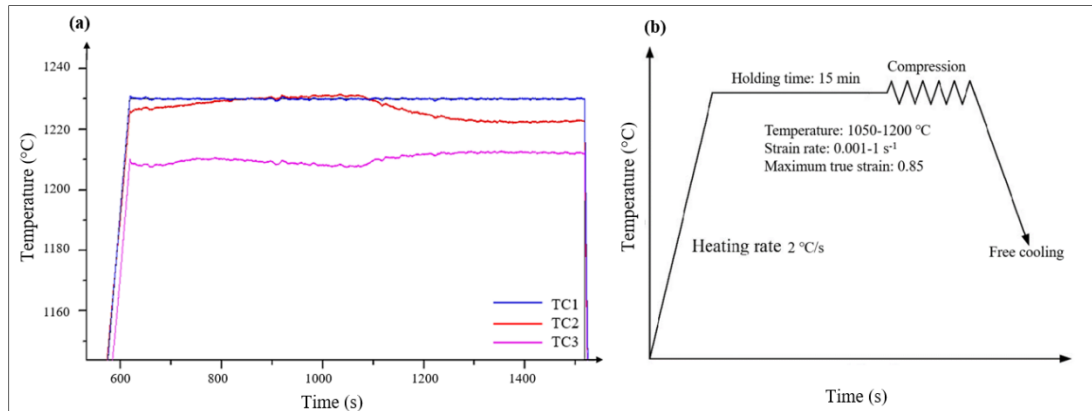 (a)
Temperature (°C)
1240
1220
1200
1180
1160
600
800
1000
1200
1400
Time (s)
TC1
TC2
TC3
(b)
Temperature (°C)
Holding time: 15 min
Compression
Temperature: 1050-1200 °C
Strain rate: 0.001-1 s⁻¹
Maximum true strain: 0.85
Heating rate 2 °C/s
Free cooling
Time (s)